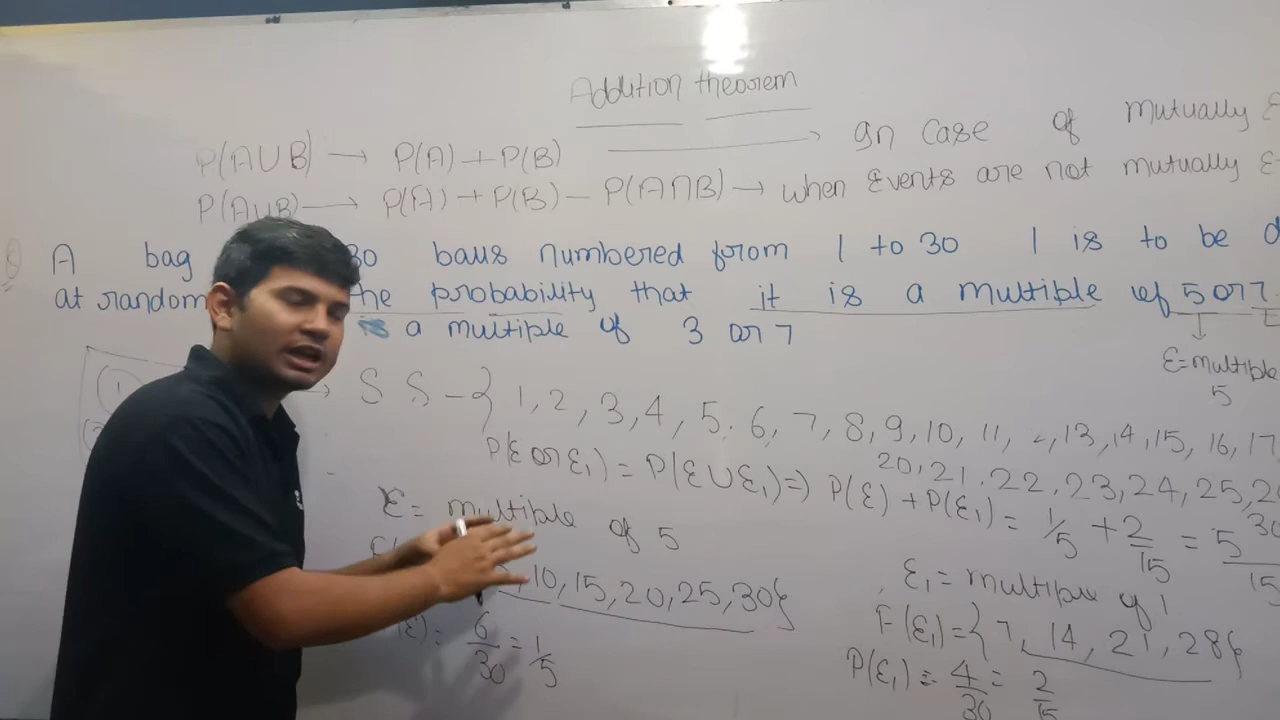 Addition theorem
P(A∪B) → P(A) + P(B) → In case of Mutually E
P(A∪B) → P(A) + P(B) – P(A∩B) → when Events are not mutually E
Q A bag 30 balls numbered from 1 to 30 1 is to be d
at random the probability that it is a multiple of 5 or 7.
is a multiple of 3 or 7
E = multiple
5
→ S S – { 1, 2, 3, 4, 5, 6, 7, 8, 9, 10, 11, 13, 14, 15, 16, 17
20, 21, 22, 23, 24, 25, 2
30
P(E or E₁) = P(E∪E₁) ⇒ P(E) + P(E₁) = 1/5 + 2/15 = 5/15
E = multiple of 5
, 10, 15, 20, 25, 30}
(E) = 6/30 = 1/5
E₁ = multiple of 7
F(E₁) = { 7, 14, 21, 28}
P(E₁) = 4/30 = 2/15